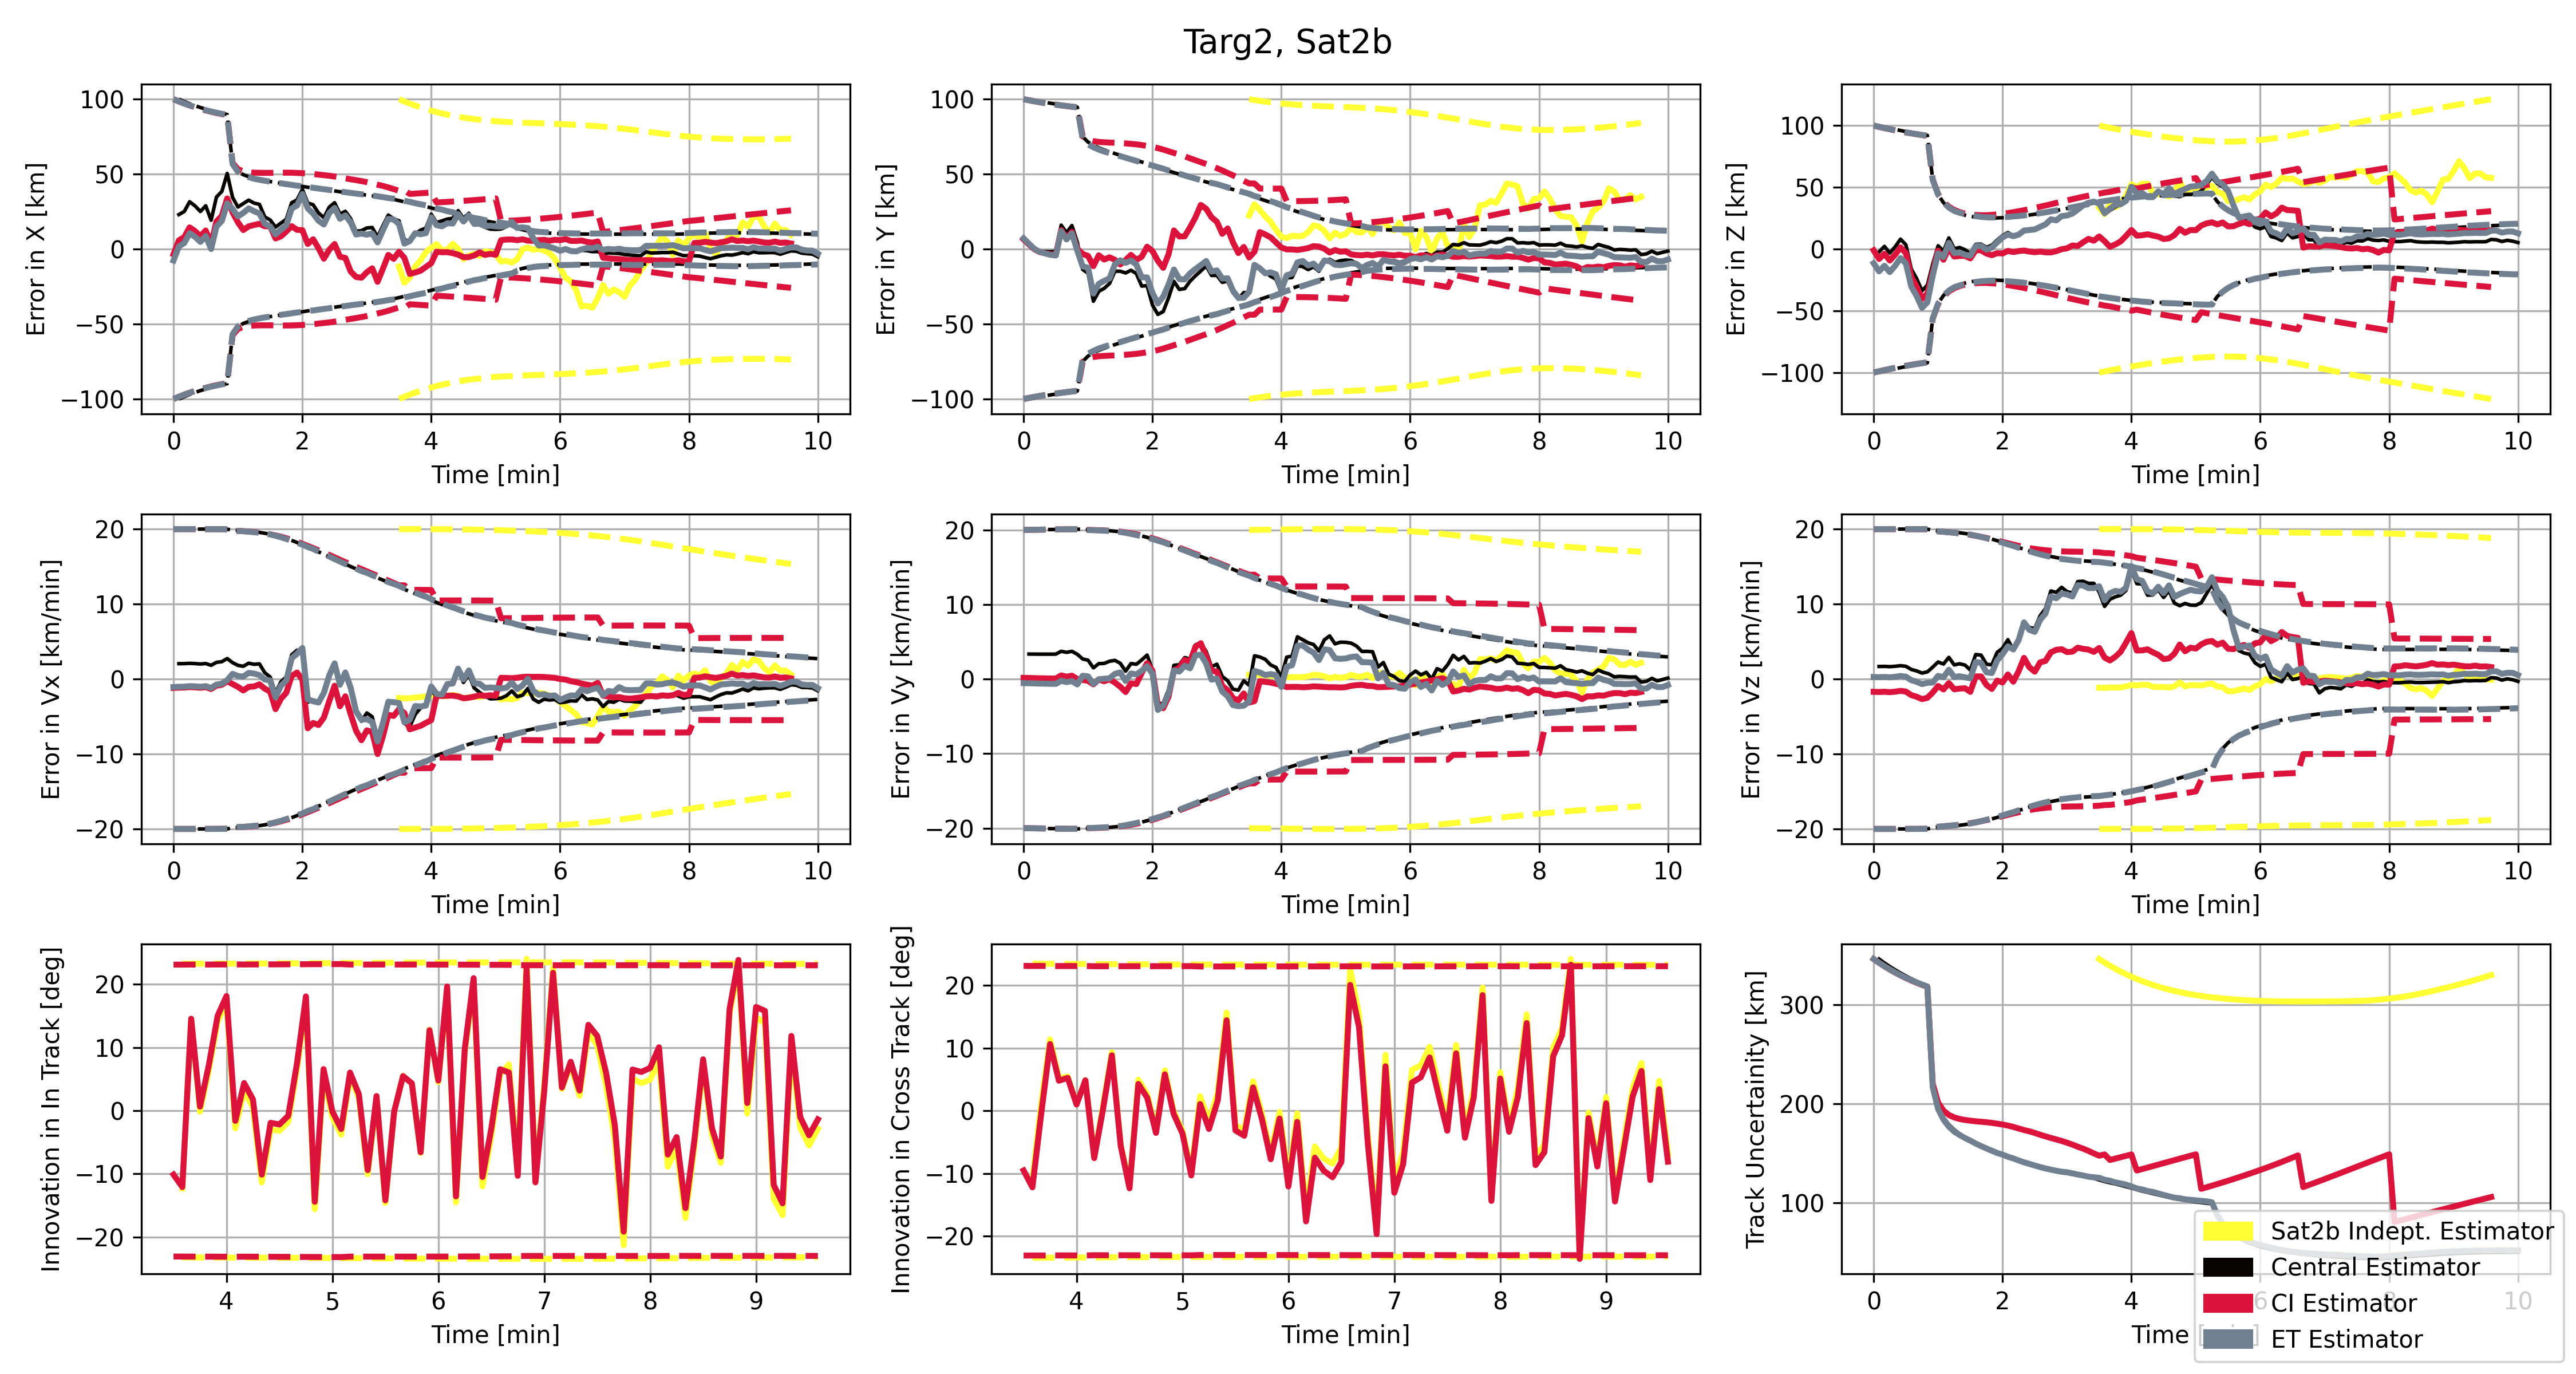 Targ2, Sat2b
Error in X [km]
100
50
0
−50
−100
0 2 4 6 8 10
Time [min]
Error in Y [km]
100
50
0
−50
−100
0 2 4 6 8 10
Time [min]
Error in Z [km]
100
50
0
−50
−100
0 2 4 6 8 10
Time [min]
Error in Vx [km/min]
20
10
0
−10
−20
0 2 4 6 8 10
Time [min]
Error in Vy [km/min]
20
10
0
−10
−20
0 2 4 6 8 10
Time [min]
Error in Vz [km/min]
20
10
0
−10
−20
0 2 4 6 8 10
Time [min]
Innovation in In Track [deg]
20
10
0
−10
−20
4 5 6 7 8 9
Time [min]
Innovation in Cross Track [deg]
20
10
0
−10
−20
4 5 6 7 8 9
Time [min]
Track Uncertainity [km]
300
200
100
0 2 4 6 8 10
Time
Sat2b Indept. Estimator
Central Estimator
CI Estimator
ET Estimator